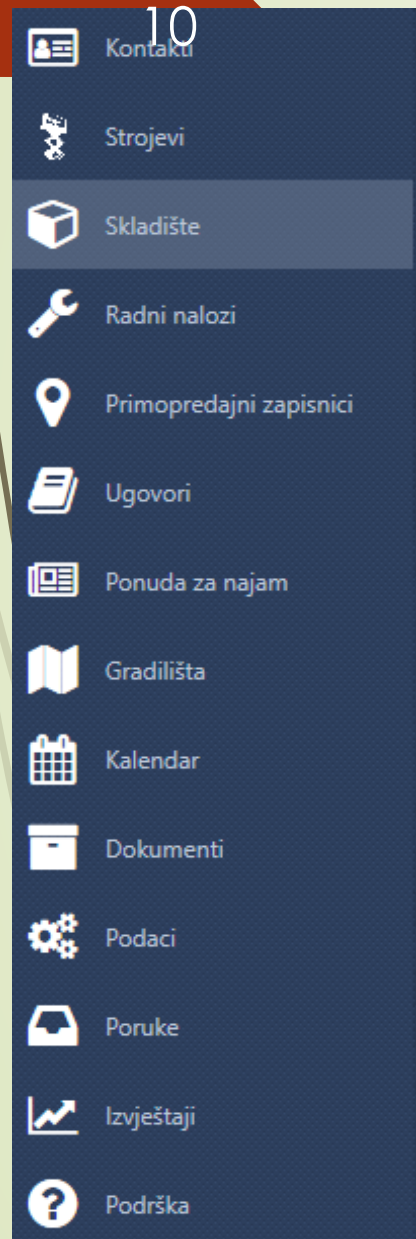 10
Kontakti
Strojevi
Skladište
Radni nalozi
Primopredajni zapisnici
Ugovori
Ponuda za najam
Gradilišta
Kalendar
Dokumenti
Podaci
Poruke
Izvještaji
Podrška